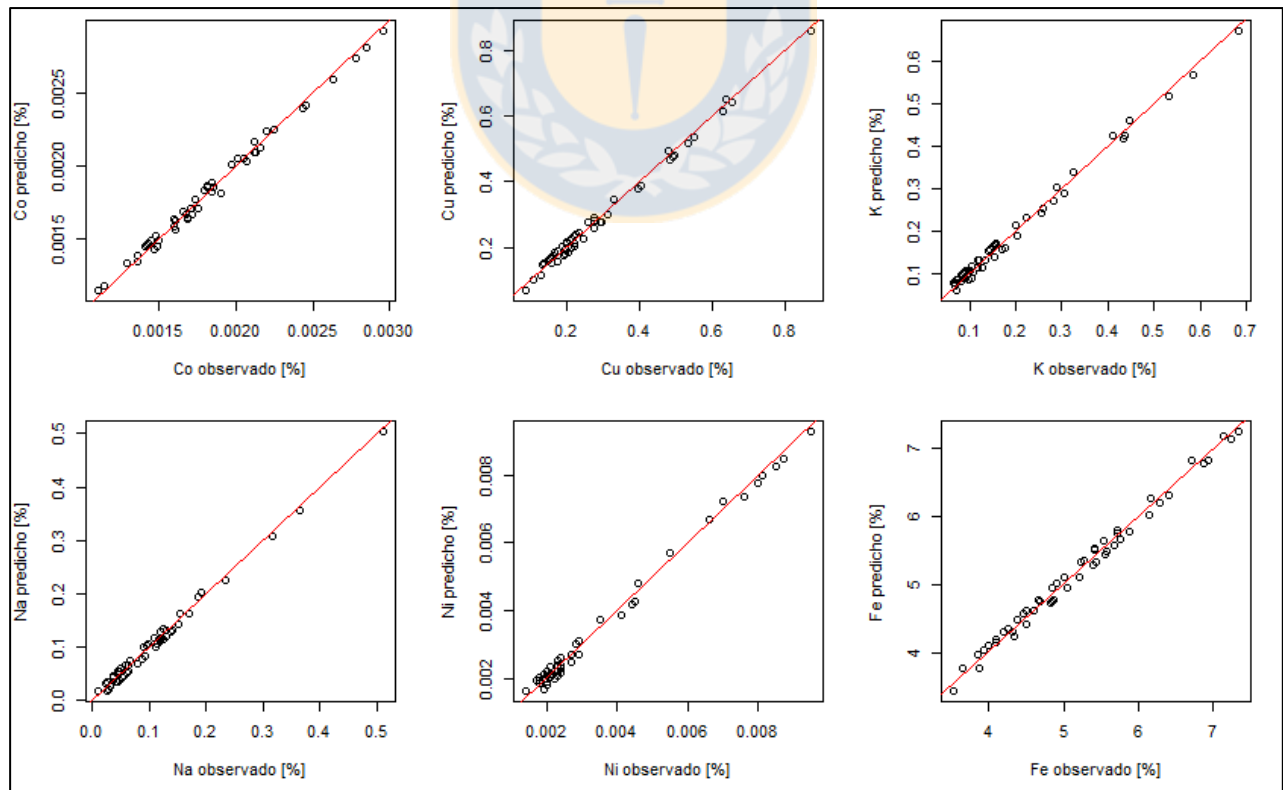 Co predicho [%]
0.0025
0.0020
0.0015
0.0015 0.0020 0.0025 0.0030
Co observado [%]
Cu predicho [%]
0.8
0.6
0.4
0.2
0.2 0.4 0.6 0.8
Cu observado [%]
K predicho [%]
0.6
0.5
0.4
0.3
0.2
0.1
0.1 0.2 0.3 0.4 0.5 0.6 0.7
K observado [%]
Na predicho [%]
0.5
0.4
0.3
0.2
0.1
0.0
0.0 0.1 0.2 0.3 0.4 0.5
Na observado [%]
Ni predicho [%]
0.008
0.006
0.004
0.002
0.002 0.004 0.006 0.008
Ni observado [%]
Fe predicho [%]
7
6
5
4
4 5 6 7
Fe observado [%]